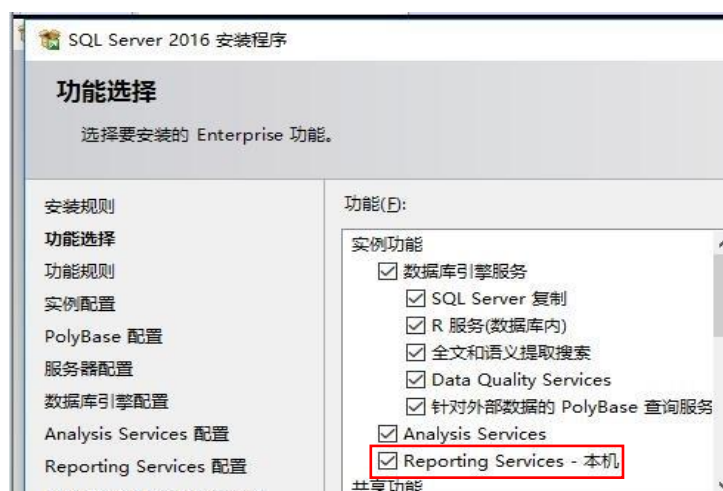 SQL Server 2016 安装程序
功能选择
选择要安装的 Enterprise 功能。
安装规则
功能选择
功能规则
实例配置
PolyBase 配置
服务器配置
数据库引擎配置
Analysis Services 配置
Reporting Services 配置
功能(F):
实例功能
数据库引擎服务
SQL Server 复制
R 服务(数据库内)
全文和语义提取搜索
Data Quality Services
针对外部数据的 PolyBase 查询服务
Analysis Services
Reporting Services - 本机
共享功能